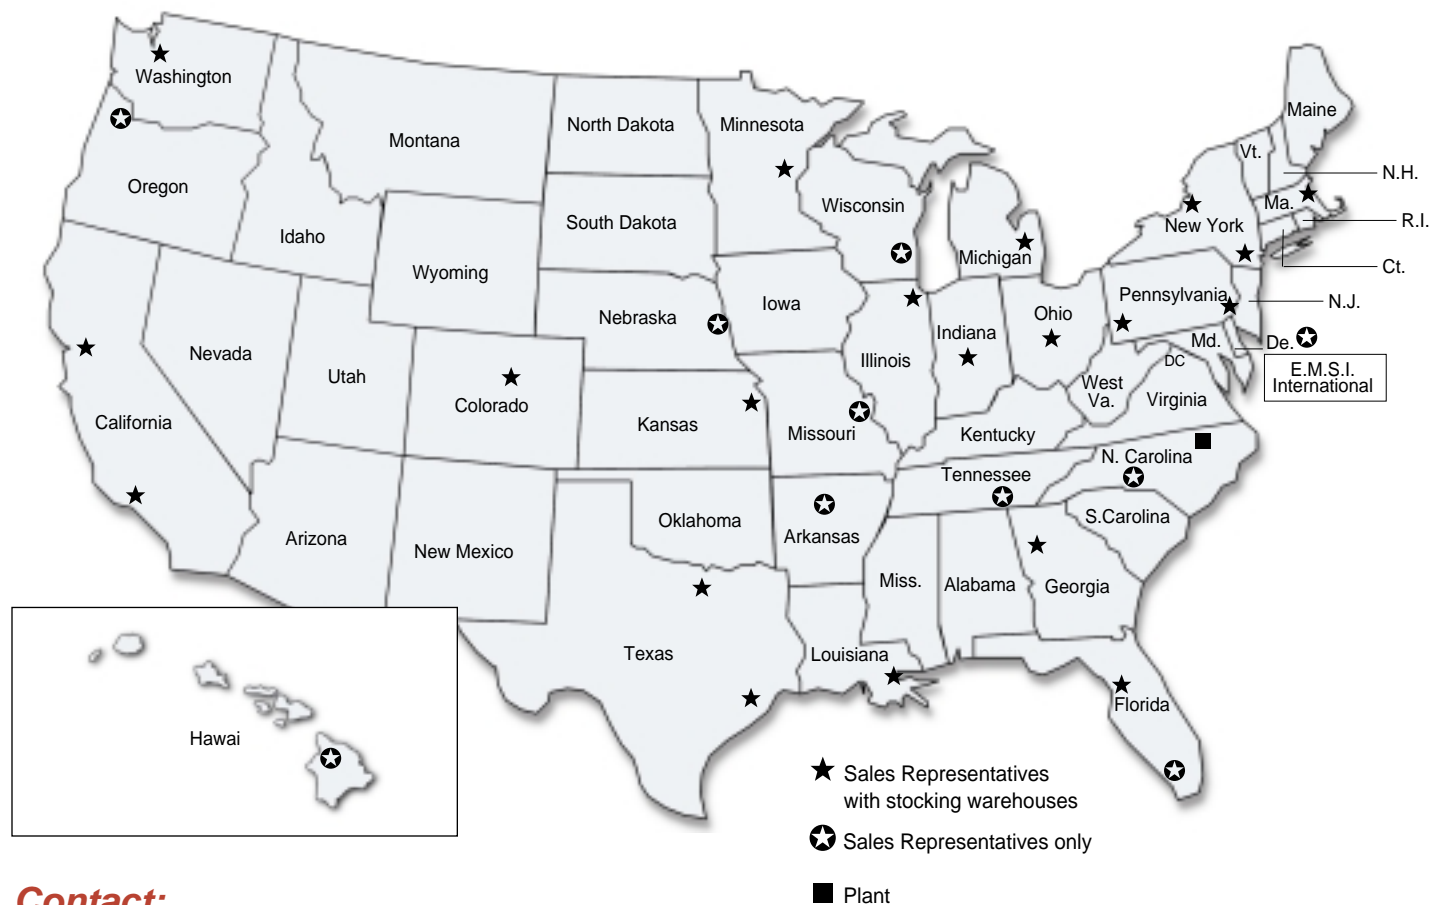 Washington
Montana
North Dakota
Minnesota
Maine
Vt.
N.H.
Oregon
Idaho
South Dakota
Wisconsin
Michigan
New York
Ma.
R.I.
Ct.
Wyoming
Nebraska
Iowa
Illinois
Indiana
Ohio
Pennsylvania
N.J.
Md.
De.
DC
E.M.S.I.
International
Nevada
Utah
Colorado
California
Kansas
Missouri
Kentucky
West
Va.
Virginia
N. Carolina
Tennessee
S.Carolina
Arizona
New Mexico
Oklahoma
Arkansas
Miss.
Alabama
Georgia
Texas
Louisiana
Florida
Hawai
Sales Representatives
with stocking warehouses
Sales Representatives only
Plant
Contact: